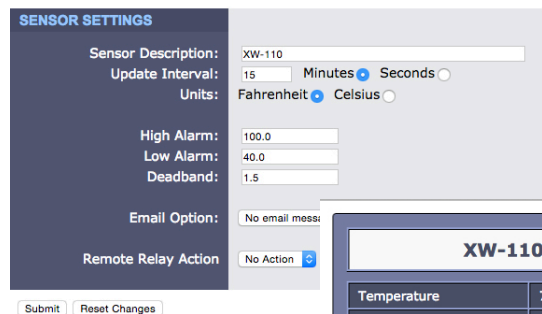 SENSOR SETTINGS
Sensor Description: XW-110
Update Interval: 15 Minutes Seconds
Units: Fahrenheit Celsius
High Alarm: 100.0
Low Alarm: 40.0
Deadband: 1.5
Email Option: No email
Remote Relay Action No Action
XW-110
Temperature
Submit Reset Changes